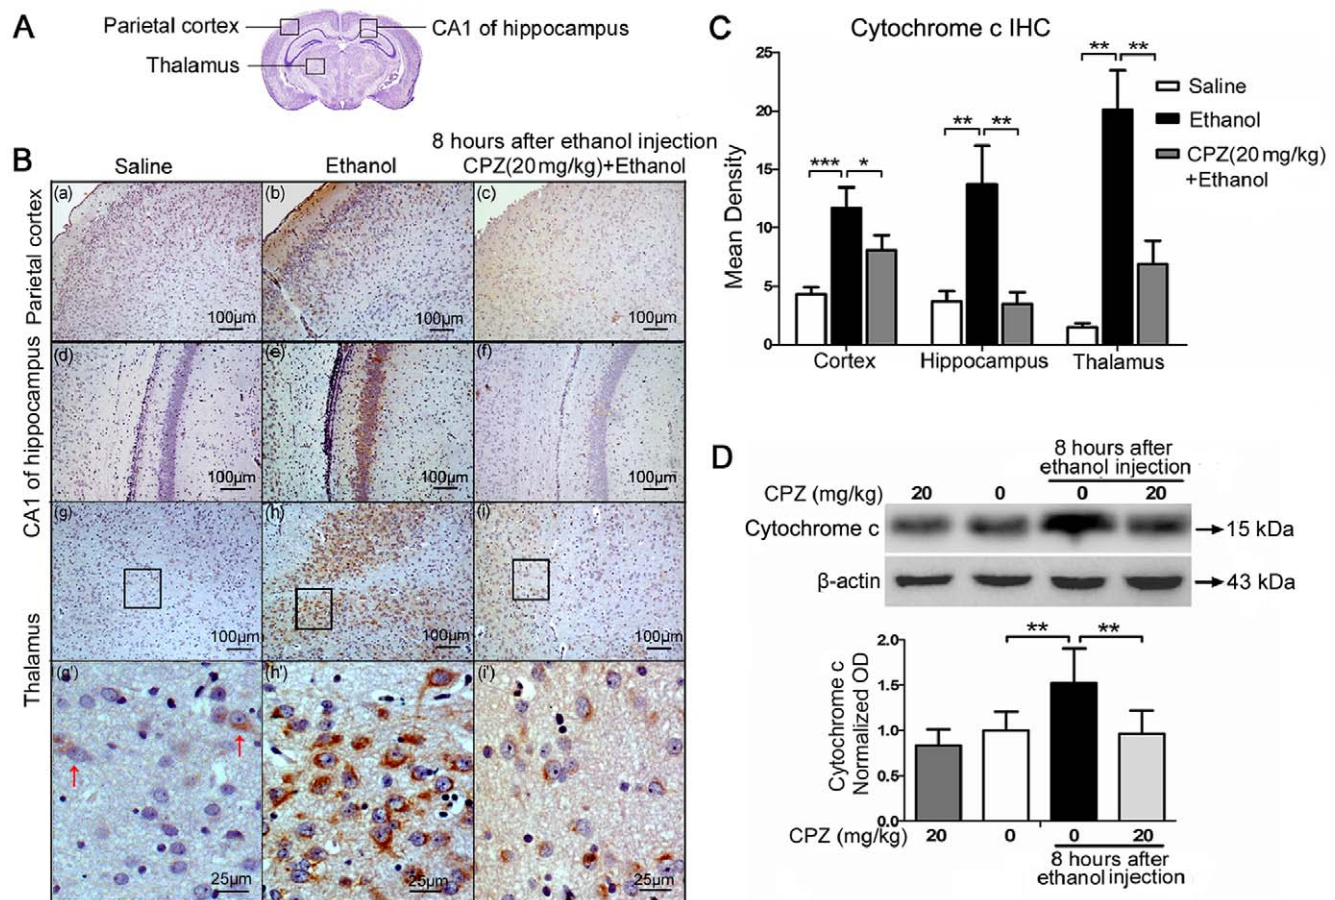 A
Parietal cortex
CA1 of hippocampus
Thalamus
B
8 hours after ethanol injection
Saline
Ethanol
CPZ(20mg/kg)+Ethanol
Parietal cortex
(a)
(b)
(c)
100μm
100μm
100μm
CA1 of hippocampus
(d)
(e)
(f)
100μm
100μm
100μm
Thalamus
(g)
(h)
(i)
100μm
100μm
100μm
(g')
(h')
(i')
25μm
25μm
25μm
C
Cytochrome c IHC
Mean Density
25
20
15
10
5
0
*** *
** **
** **
Cortex
Hippocampus
Thalamus
Saline
Ethanol
CPZ(20mg/kg)
+Ethanol
D
8 hours after
ethanol injection
CPZ (mg/kg) 20 0 0 20
Cytochrome c
15 kDa
β-actin
43 kDa
Cytochrome c
Normalized OD
2.0
1.5
1.0
0.5
0.0
** **
CPZ (mg/kg) 20 0 0 20
8 hours after
ethanol injection